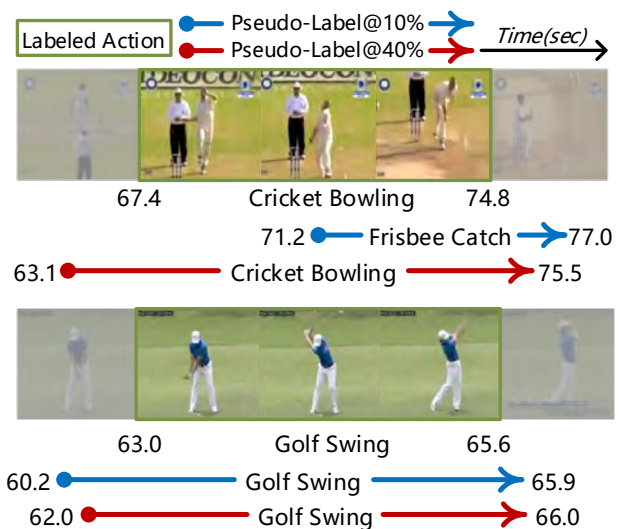 Labeled Action
Pseudo-Label@10%
Pseudo-Label@40%
Time(sec)
DEOCON
67.4 Cricket Bowling 74.8
71.2 Frisbee Catch 77.0
63.1 Cricket Bowling 75.5
63.0 Golf Swing 65.6
60.2 Golf Swing 65.9
62.0 Golf Swing 66.0